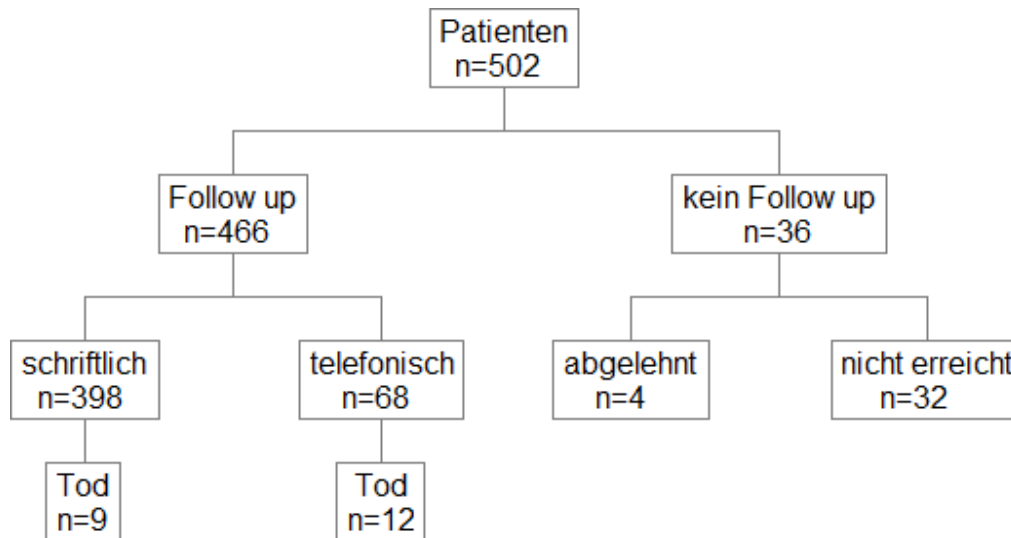 Patienten
n=502
Follow up
n=466
kein Follow up
n=36
schriftlich
n=398
telefonisch
n=68
abgelehnt
n=4
nicht erreicht
n=32
Tod
n=9
Tod
n=12